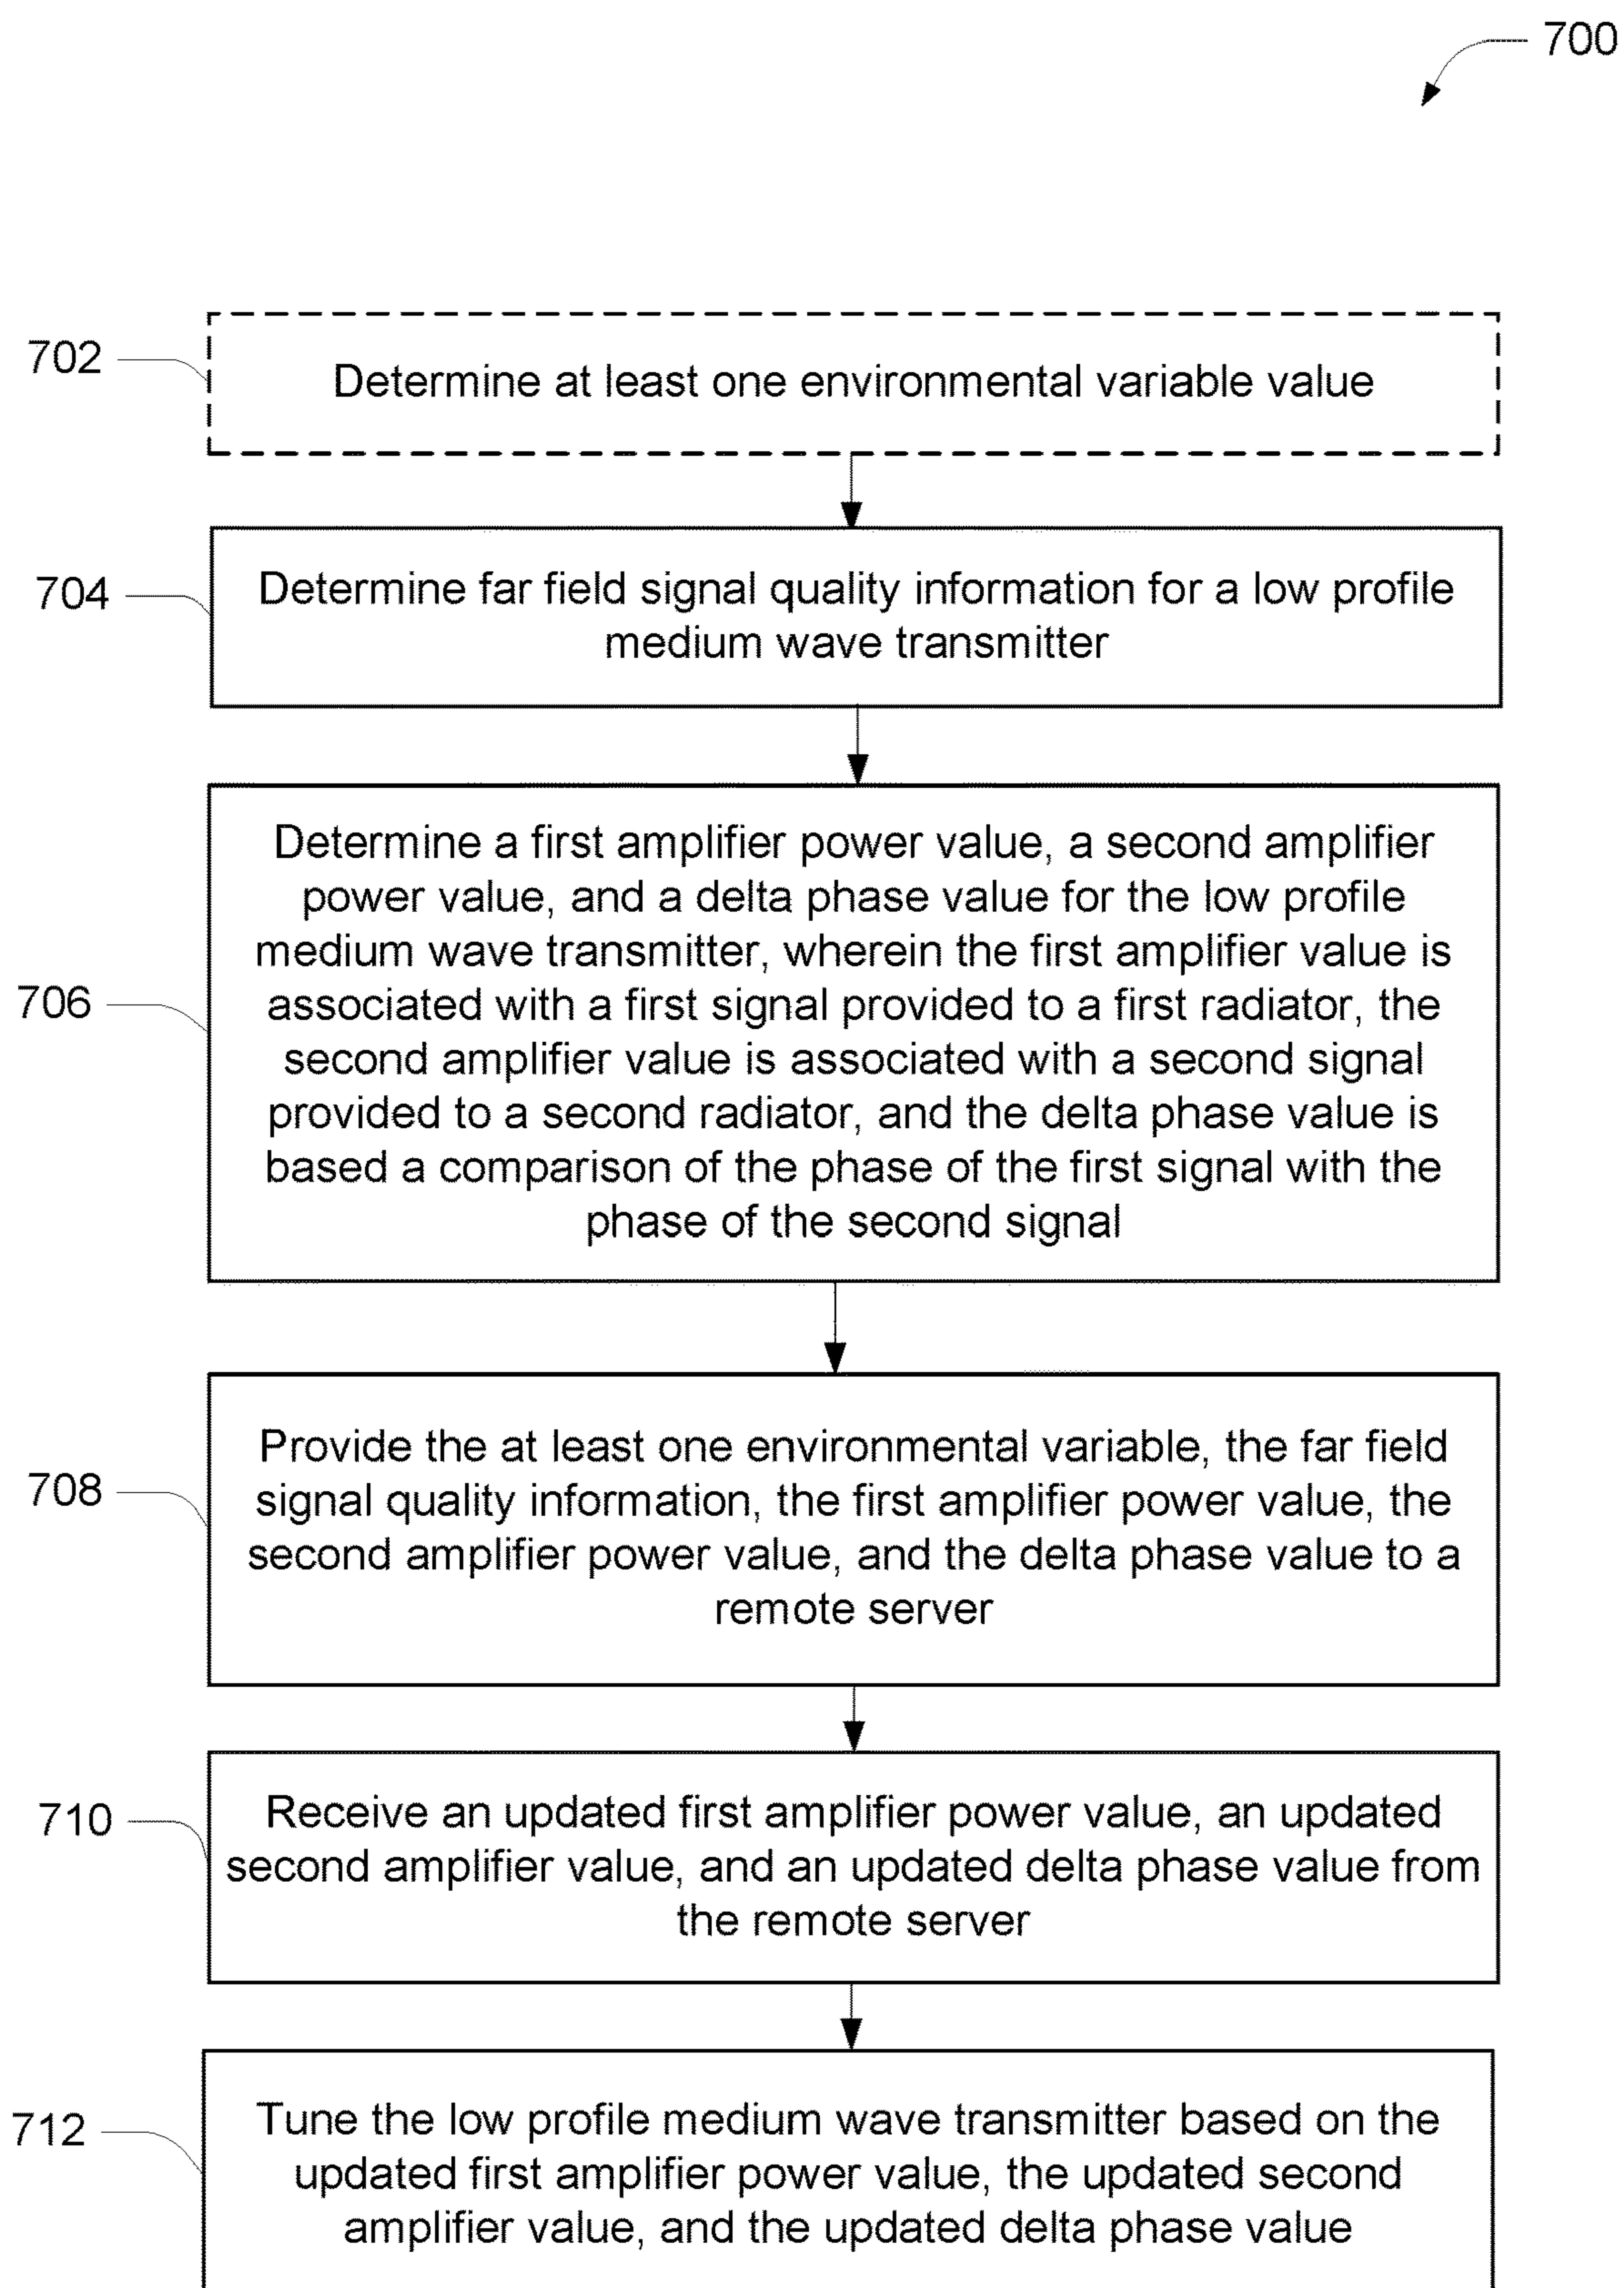 700
702
Determine at least one environmental variable value
704
Determine far field signal quality information for a low profile
medium wave transmitter
706
Determine a first amplifier power value, a second amplifier
power value, and a delta phase value for the low profile
medium wave transmitter, wherein the first amplifier value is
associated with a first signal provided to a first radiator, the
second amplifier value is associated with a second signal
provided to a second radiator, and the delta phase value is
based a comparison of the phase of the first signal with the
phase of the second signal
708
Provide the at least one environmental variable, the far field
signal quality information, the first amplifier power value, the
second amplifier power value, and the delta phase value to a
remote server
710
Receive an updated first amplifier power value, an updated
second amplifier value, and an updated delta phase value from
the remote server
712
Tune the low profile medium wave transmitter based on the
updated first amplifier power value, the updated second
amplifier value, and the updated delta phase value